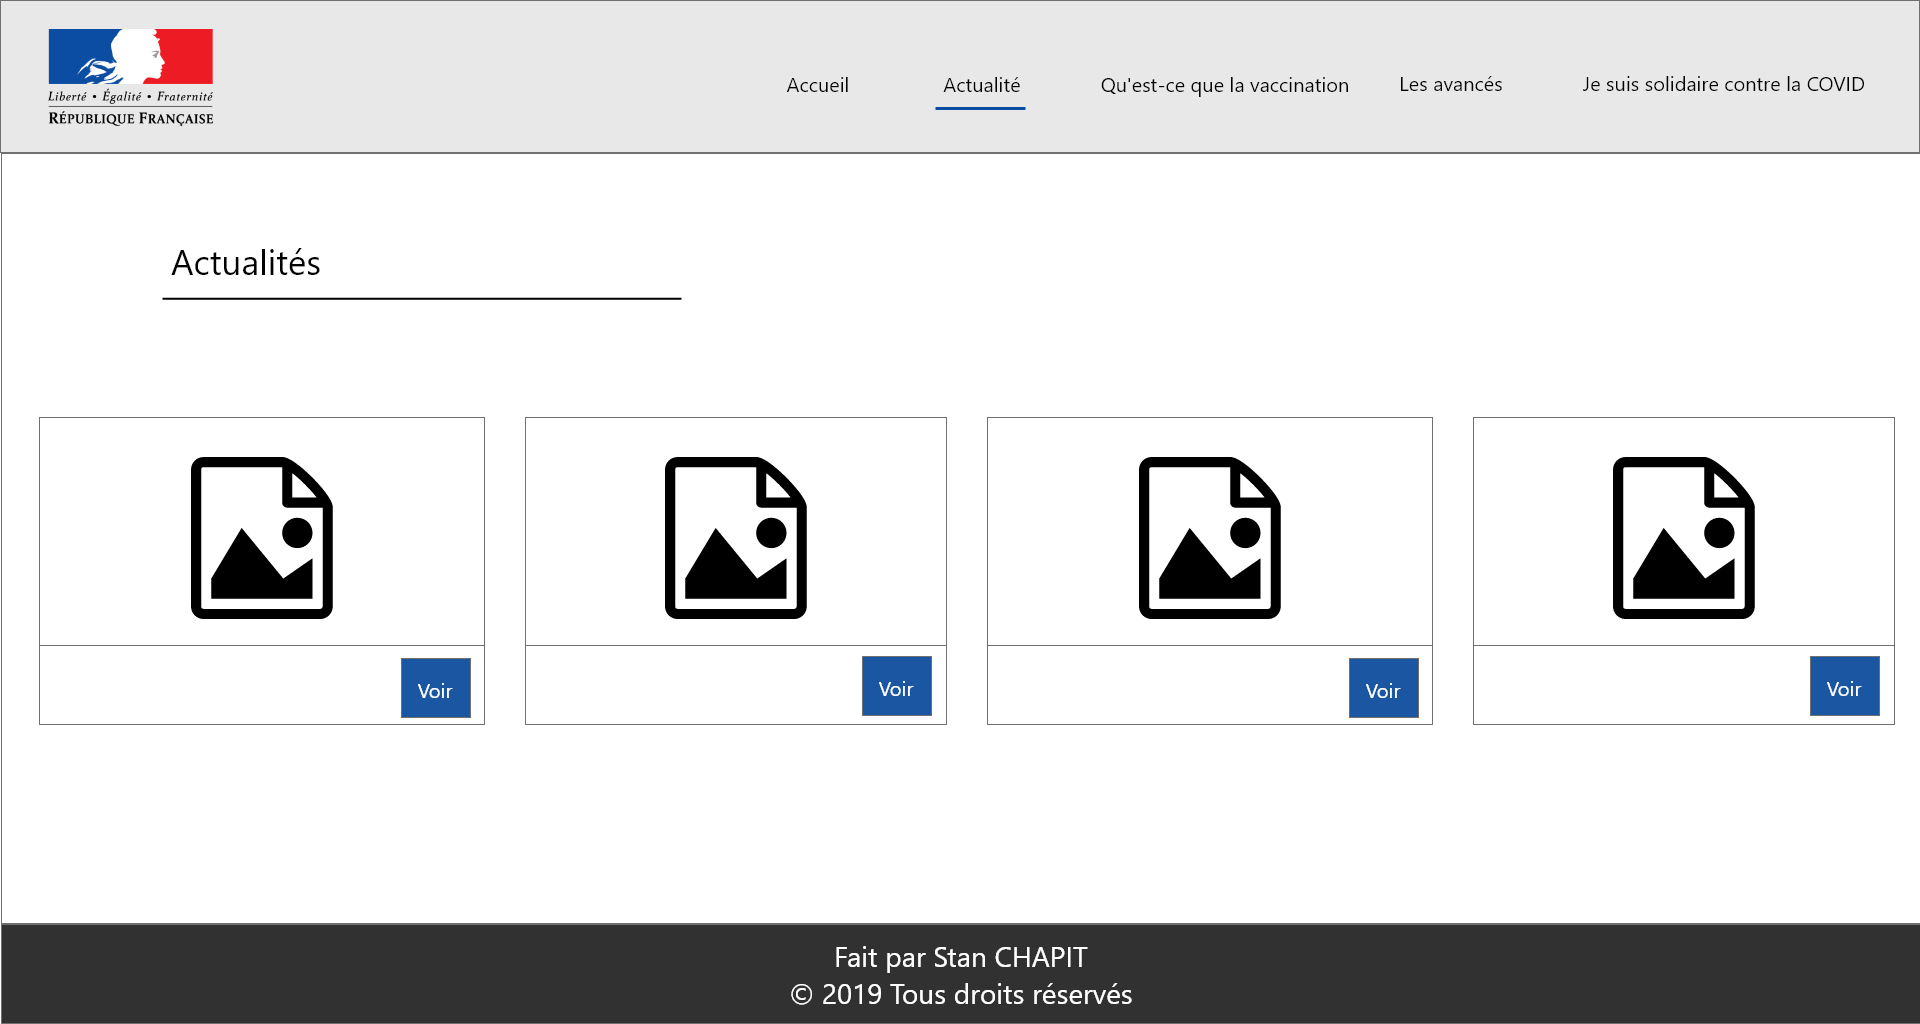 Liberté • Égalité • Fraternité
RÉPUBLIQUE FRANÇAISE
Accueil
Actualité
Qu'est-ce que la vaccination
Les avancés
Je suis solidaire contre la COVID
Actualités
Voir
Voir
Voir
Voir
Fait par Stan CHAPIT
© 2019 Tous droits réservés